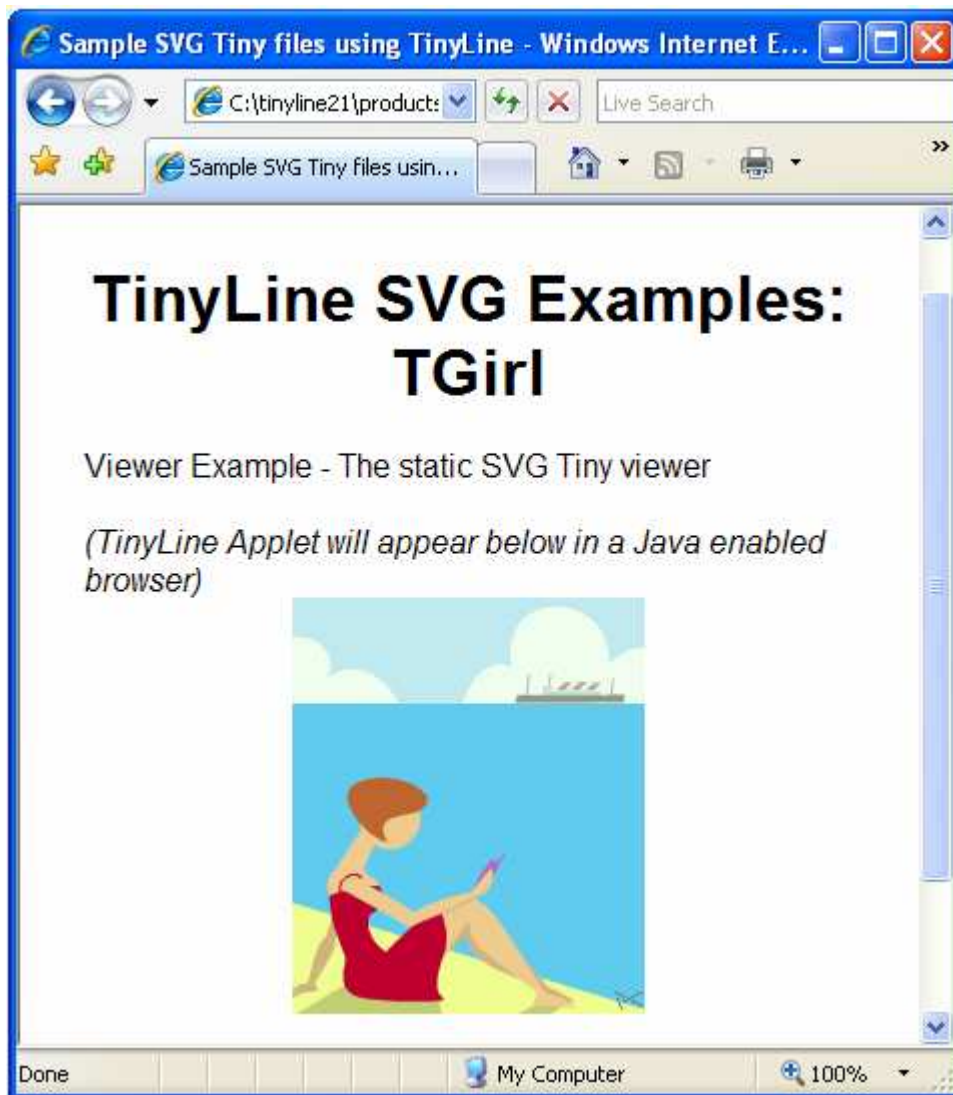 Sample SVG Tiny files using TinyLine - Windows Internet E...
C:\tinyline21\products
Live Search
Sample SVG Tiny files usin...
»
TinyLine SVG Examples:
TGirl
Viewer Example - The static SVG Tiny viewer
(TinyLine Applet will appear below in a Java enabled
browser)
Done
My Computer
100%